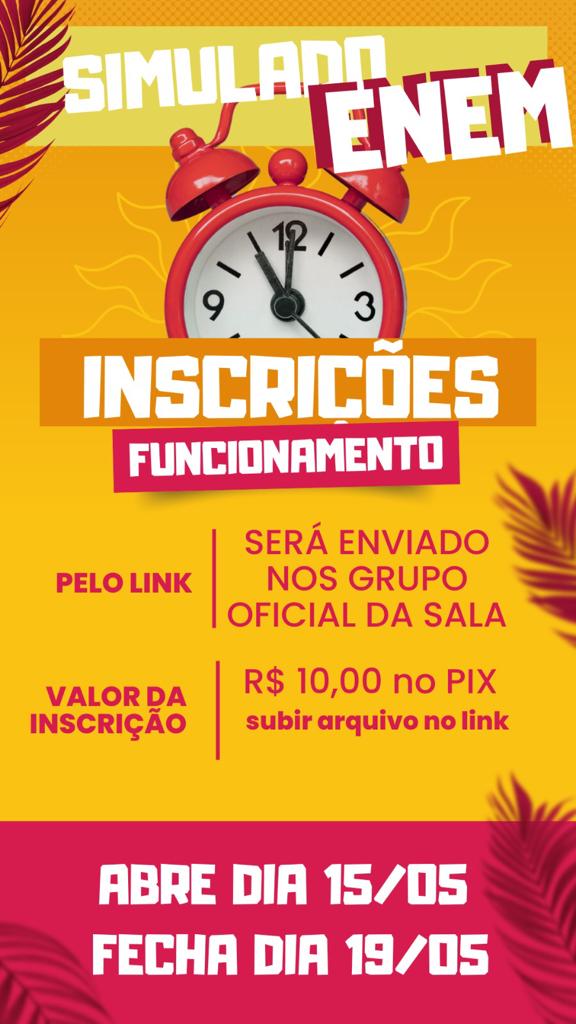 SIMULADO
ENEM
12
9
3
INSCRIÇÕES
FUNCIONAMENTO
PELO LINK
SERÁ ENVIADO
NOS GRUPO
OFICIAL DA SALA
VALOR DA
INSCRIÇÃO
R$ 10,00 no PIX
subir arquivo no link
ABRE DIA 15/05
FECHA DIA 19/05